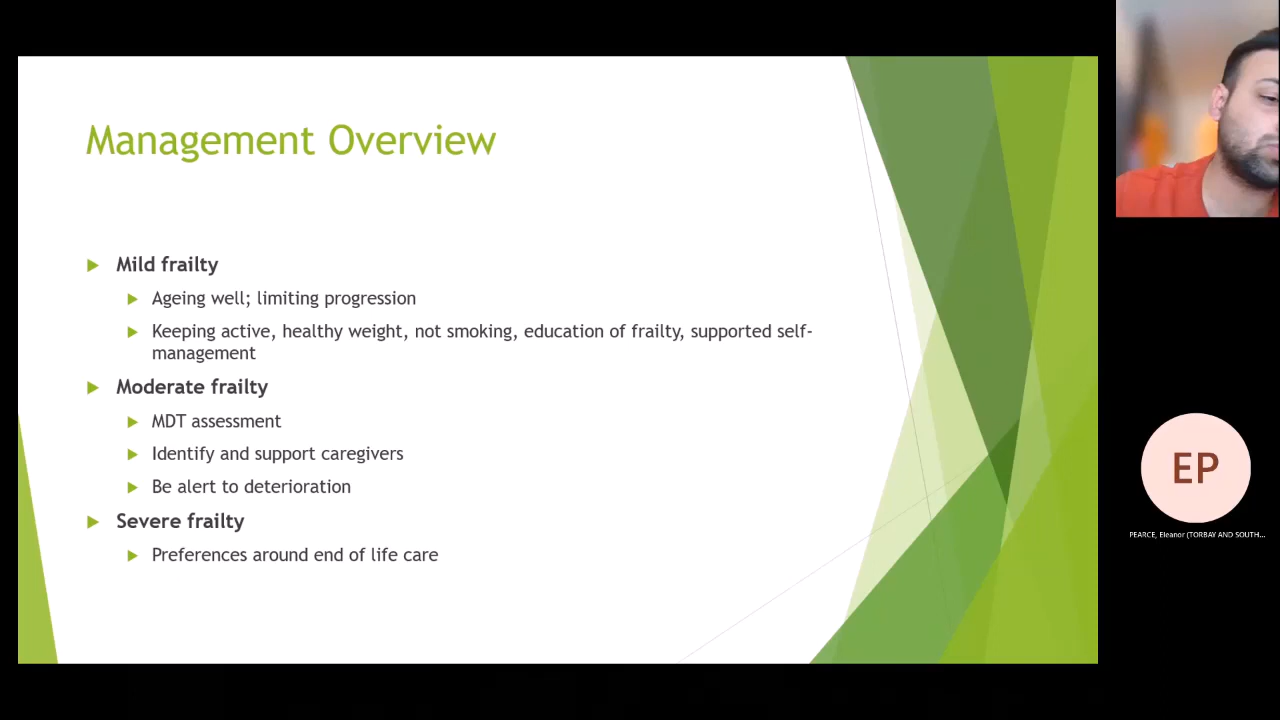 Management Overview
Mild frailty
Ageing well; limiting progression
Keeping active, healthy weight, not smoking, education of frailty, supported self-
management
Moderate frailty
MDT assessment
Identify and support caregivers
Be alert to deterioration
Severe frailty
Preferences around end of life care
EP
PEARCE, Eleanor (TORBAY AND SOUTH...